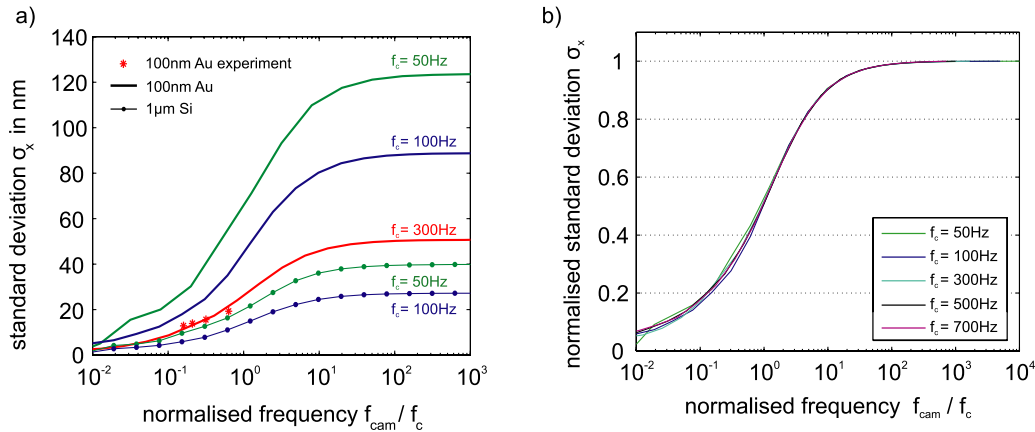 a)
standard deviation σx in nm
140
120
100
80
60
40
20
0
100nm Au experiment
100nm Au
1µm Si
fc= 50Hz
fc= 100Hz
fc= 300Hz
fc= 50Hz
fc= 100Hz
10-2 10-1 100 101 102 103
normalised frequency fcam / fc
b)
normalised standard deviation σx
1
0.8
0.6
0.4
0.2
0
fc= 50Hz
fc= 100Hz
fc= 300Hz
fc= 500Hz
fc= 700Hz
10-2 10-1 100 101 102 103 104
normalised frequency fcam / fc